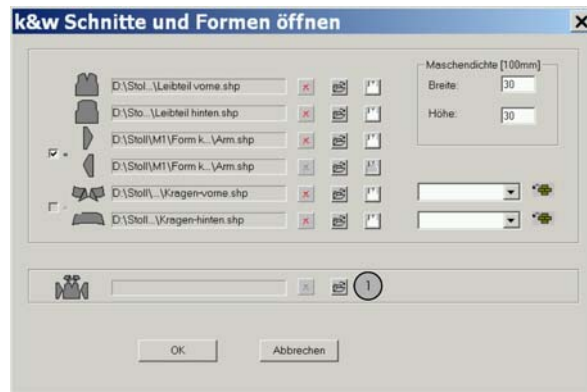 k&w Schnitte und Formen öffnen
Maschendichte [100mm]
D:\Stol...\Leibteil vorne.shp
Breite: 30
D:\Sto...\Leibteil hinten.shp
Höhe: 30
D:\Stoll\M1\Form k...\Arm.shp
=
D:\Stoll\M1\Form k...\Arm.shp
D:\Stoll\...\Kragen-vorne.shp
D:\Stoll...\Kragen-hinten.shp
1
OK Abbrechen